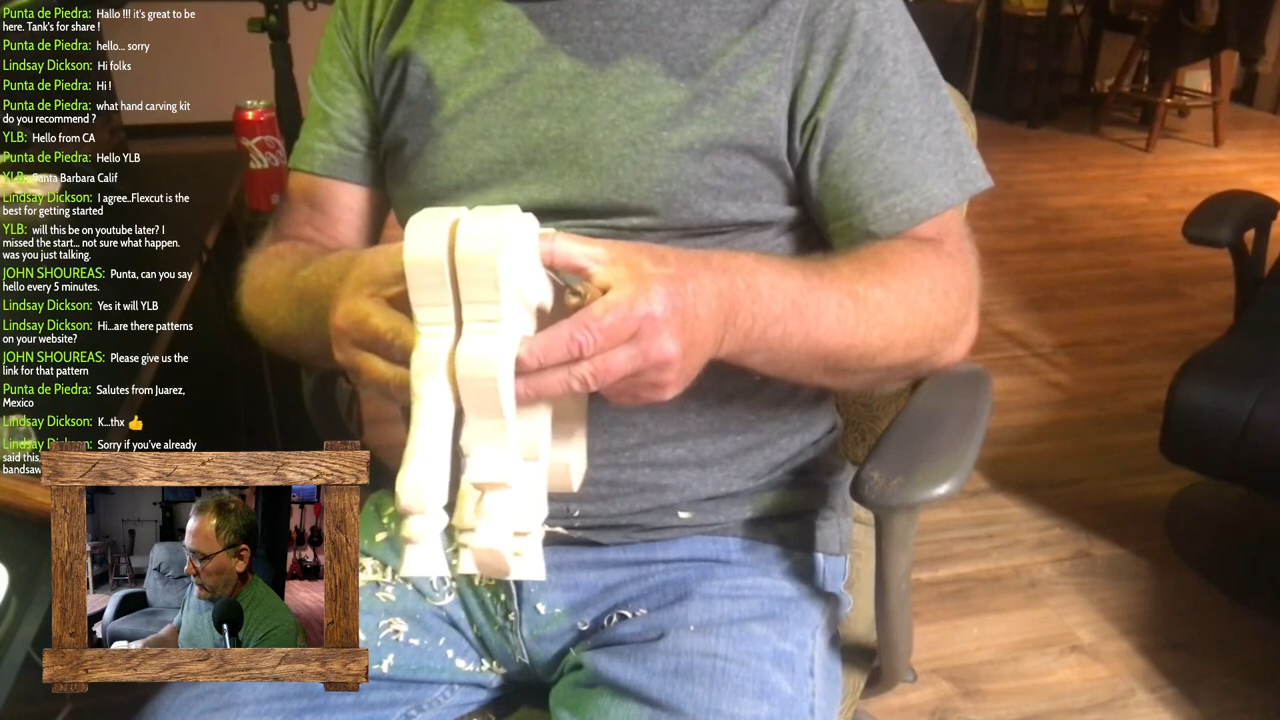 Punta de Piedra: Hallo !!! it's great to be
here. Tank's for share !
Punta de Piedra: hello... sorry
Lindsay Dickson: Hi folks
Punta de Piedra: Hi !
Punta de Piedra: what hand carving kit
do you recommend ?
YLB: Hello from CA
Punta de Piedra: Hello YLB
YLB: Santa Barbara Calif
Lindsay Dickson: I agree..Flexcut is the
best for getting started
YLB: will this be on youtube later? I
missed the start... not sure what happen.
was you just talking.
JOHN SHOUREAS: Punta, can you say
hello every 5 minutes.
Lindsay Dickson: Yes it will YLB
Lindsay Dickson: Hi...are there patterns
on your website?
JOHN SHOUREAS: Please give us the
link for that pattern
Punta de Piedra: Salutes from Juarez,
Mexico
Lindsay Dickson: K...thx 👍
Lindsay Dickson: Sorry if you've already
said this
bandsaw
Coca-Cola